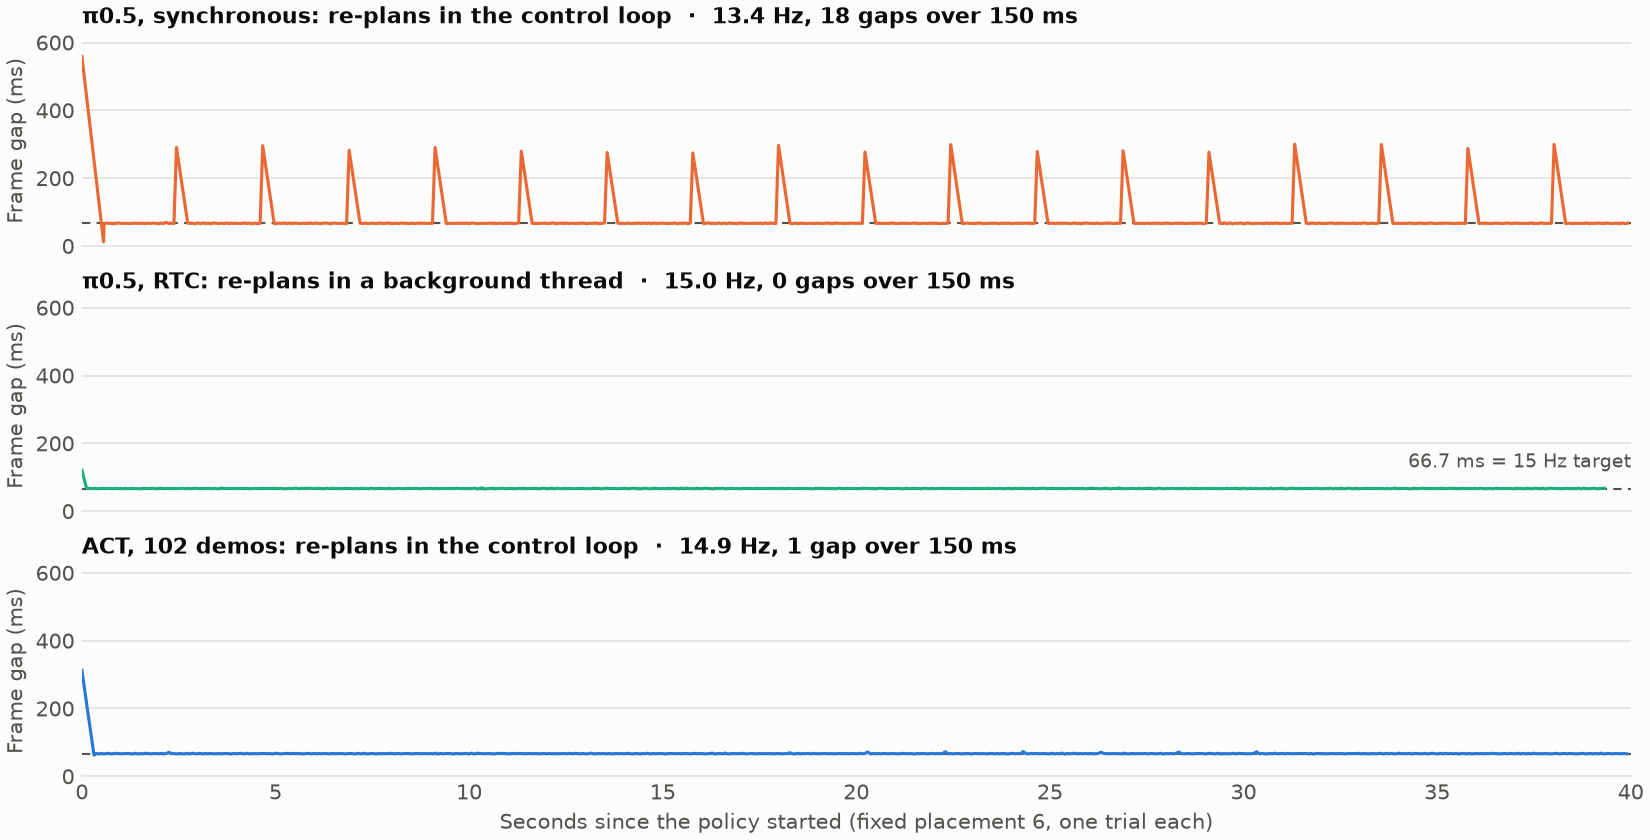 π0.5, synchronous: re-plans in the control loop · 13.4 Hz, 18 gaps over 150 ms
Frame gap (ms)
600
400
200
0
π0.5, RTC: re-plans in a background thread · 15.0 Hz, 0 gaps over 150 ms
Frame gap (ms)
600
400
200
0
66.7 ms = 15 Hz target
ACT, 102 demos: re-plans in the control loop · 14.9 Hz, 1 gap over 150 ms
Frame gap (ms)
600
400
200
0
0 5 10 15 20 25 30 35 40
Seconds since the policy started (fixed placement 6, one trial each)